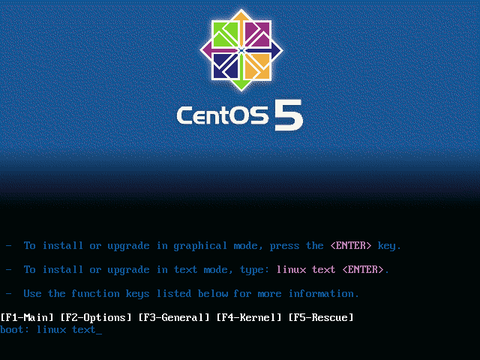 CentOS 5
- To install or upgrade in graphical mode, press the <ENTER> key.
- To install or upgrade in text mode, type: linux text <ENTER>.
- Use the function keys listed below for more information.
[F1-Main] [F2-Options] [F3-General] [F4-Kernel] [F5-Rescue]
boot: linux text_